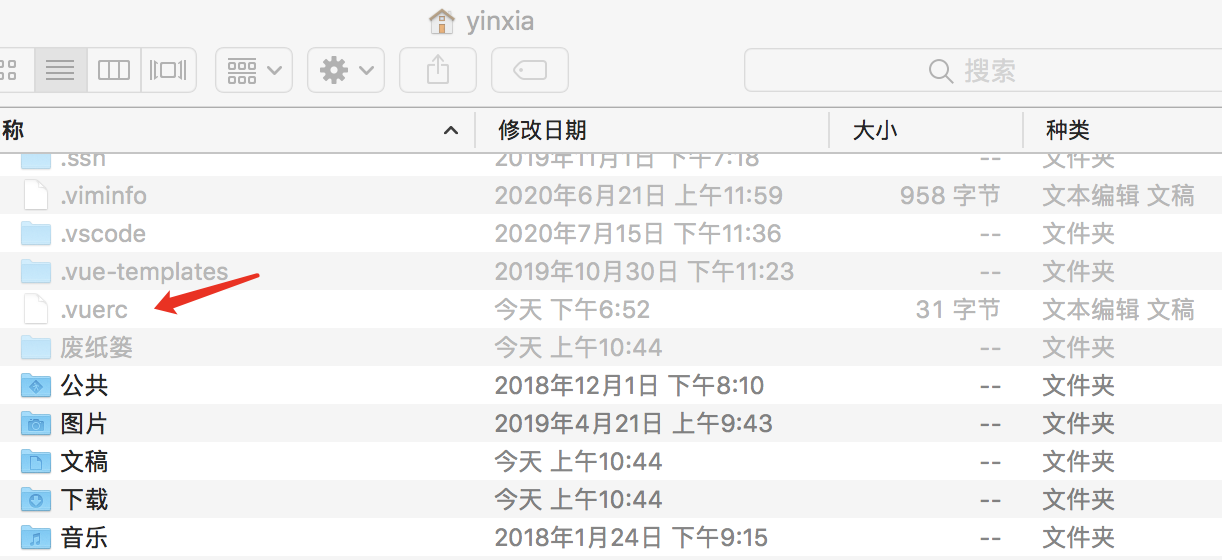 yinxia
搜索
称 修改日期 大小 种类
.ssh 2019年11月1日 下午7:18 -- 文件夹
.viminfo 2020年6月21日 上午11:59 958 字节 文本编辑 文稿
.vscode 2020年7月15日 下午11:36 -- 文件夹
.vue-templates 2019年10月30日 下午11:23 -- 文件夹
.vuerc 今天 下午6:52 31 字节 文本编辑 文稿
废纸篓 今天 上午10:44 -- 文件夹
公共 2018年12月1日 下午8:10 -- 文件夹
图片 2019年4月21日 上午9:43 -- 文件夹
文稿 今天 上午10:44 -- 文件夹
下载 今天 上午10:44 -- 文件夹
音乐 2018年1月24日 下午9:15 -- 文件夹